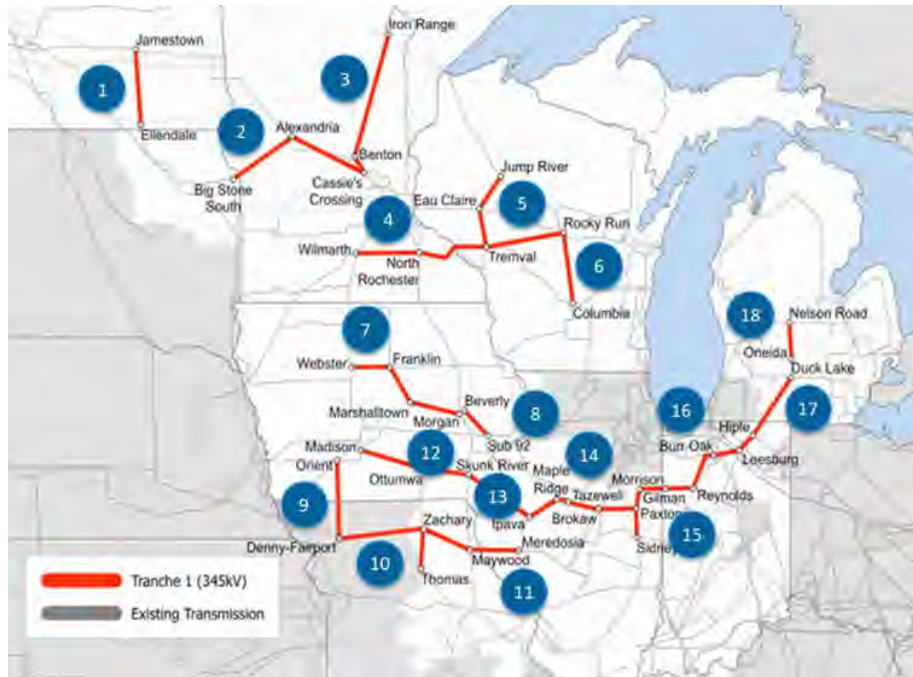 Iron Range
Jamestown
3
1
2
Alexandria
Ellendale
Benton
Jump River
Big Stone
South
Cassie's
Crossing
Eau Claire
5
4
Rocky Run
Wilmarth
North
Rochester
Tremval
6
Columbia
18
Nelson Road
7
Oneida
Webster
Franklin
Duck Lake
Beverly
Marshalltown
Morgan
8
16
17
Hiple
Sub 92
Madison
12
14
Burr Oak
Orient
Skunk River
Leesburg
Ottumwa
Maple
Ridge
Morrison
13
Tazewell
Gilman
Reynolds
9
Ipava
Brokaw
Paxton
Zachary
15
Denny-Fairport
Meredosia
Sidney
10
Maywood
Thomas
11
Tranche 1 (345kV)
Existing Transmission